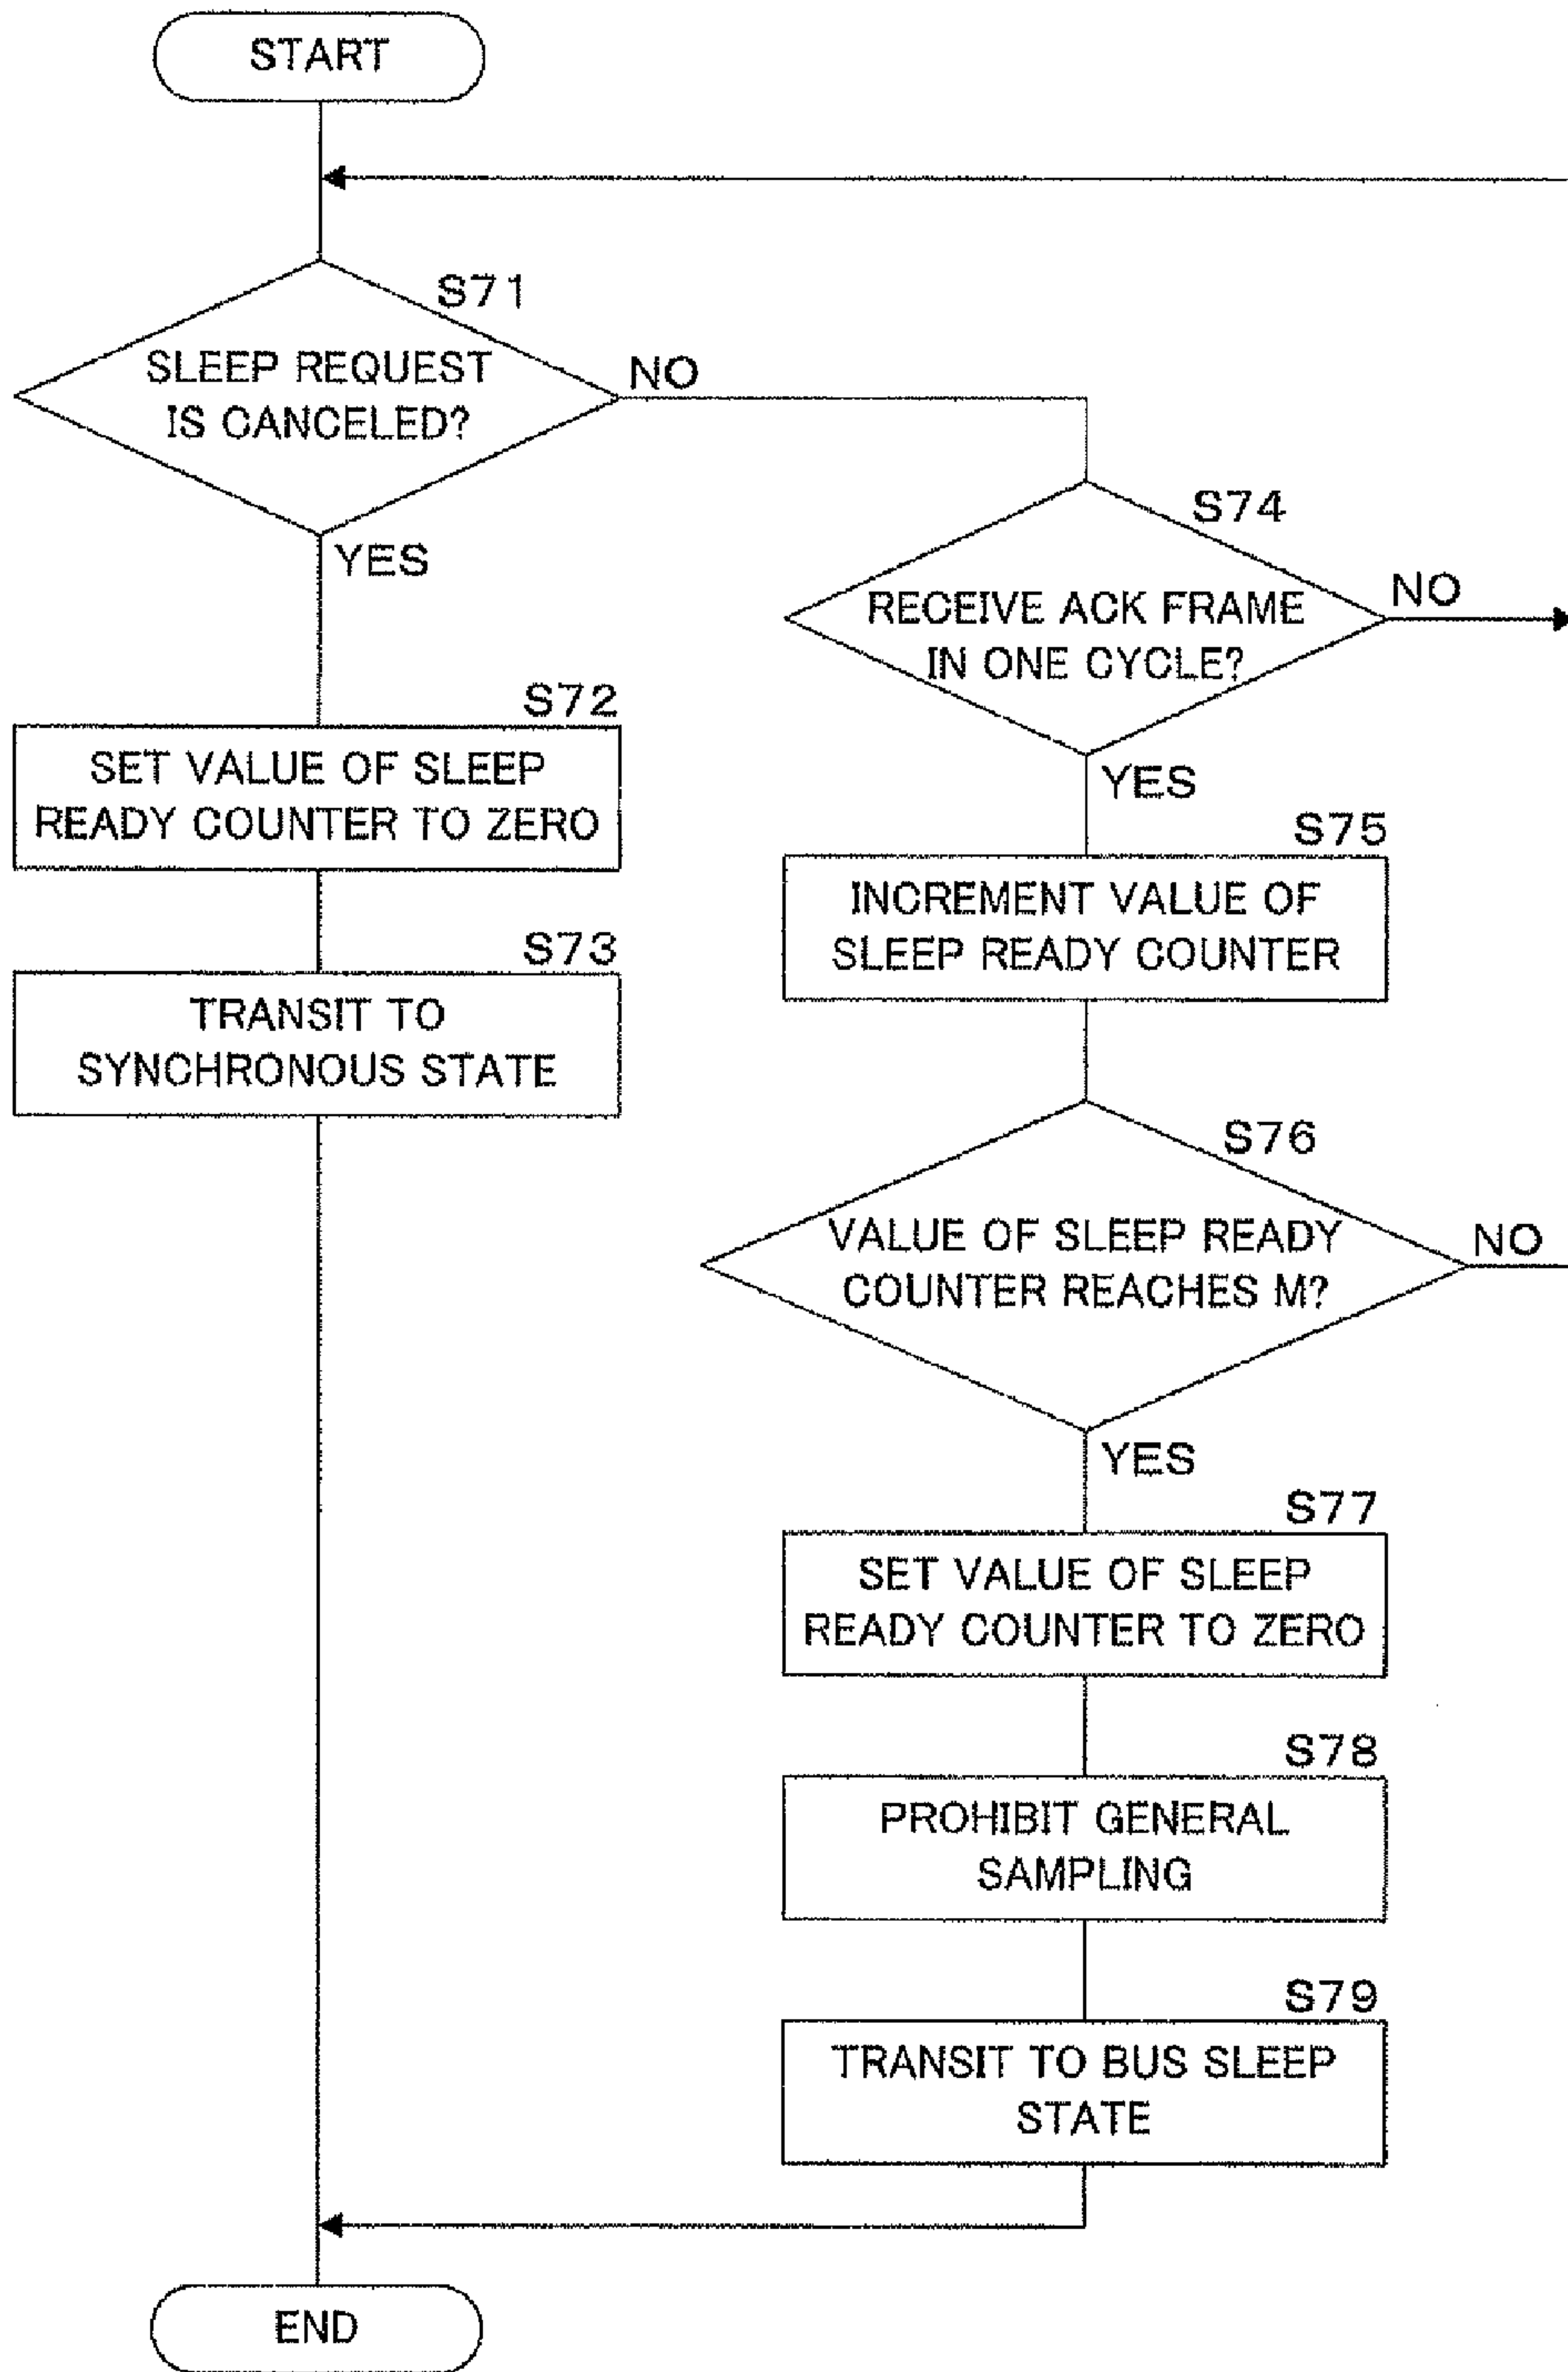 START
S71
SLEEP REQUEST
IS CANCELED?
NO
YES
S72
SET VALUE OF SLEEP
READY COUNTER TO ZERO
S73
TRANSIT TO
SYNCHRONOUS STATE
S74
RECEIVE ACK FRAME
IN ONE CYCLE?
NO
YES
S75
INCREMENT VALUE OF
SLEEP READY COUNTER
S76
VALUE OF SLEEP READY
COUNTER REACHES M?
NO
YES
S77
SET VALUE OF SLEEP
READY COUNTER TO ZERO
S78
PROHIBIT GENERAL
SAMPLING
S79
TRANSIT TO BUS SLEEP
STATE
END